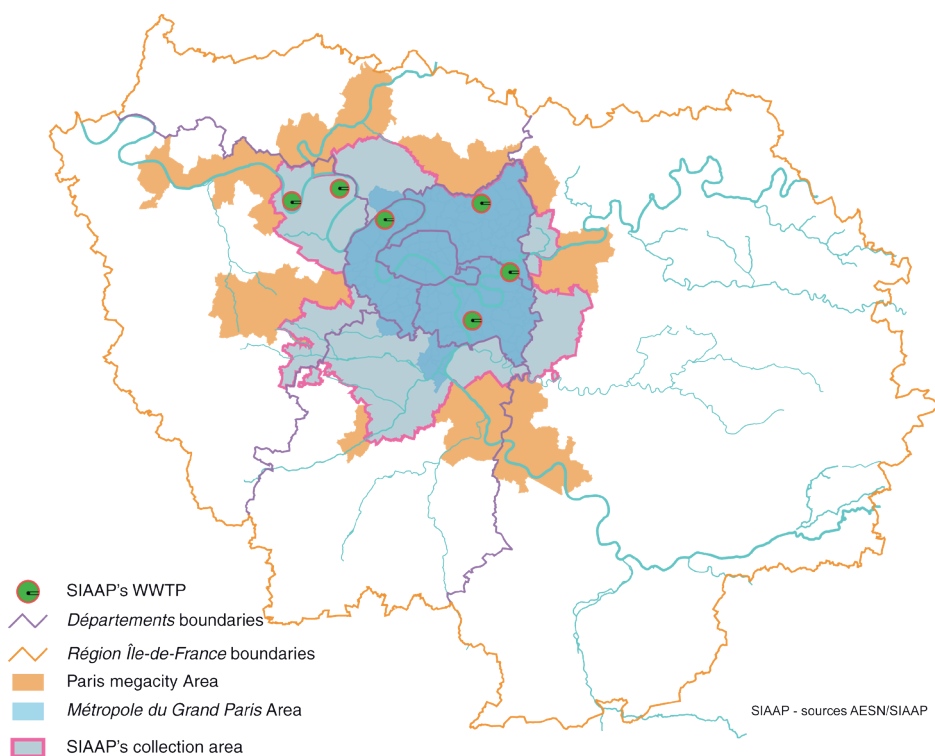 SIAAP's WWTP
Départements boundaries
Région Île-de-France boundaries
Paris megacity Area
Métropole du Grand Paris Area
SIAAP's collection area
SIAAP - sources AESN/SIAAP